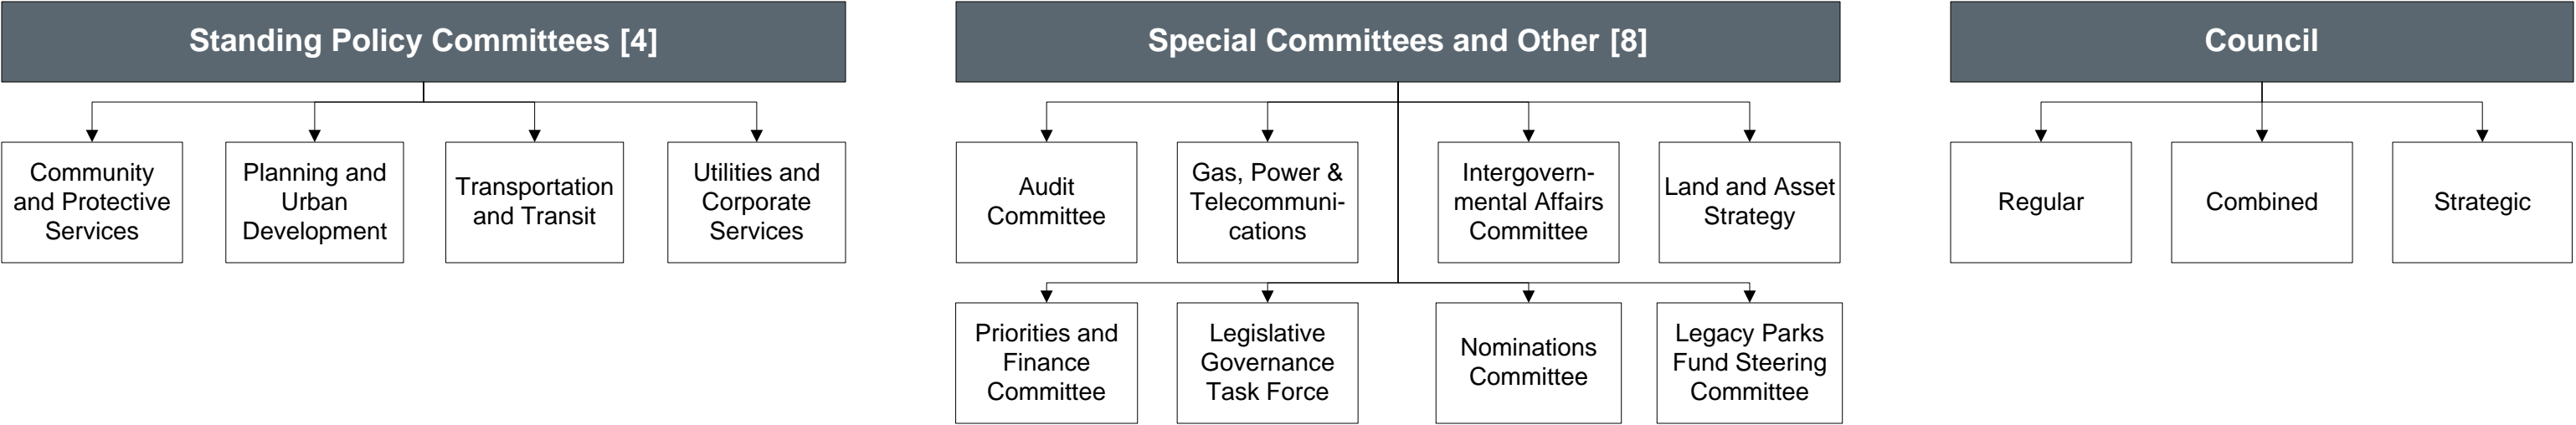 Standing Policy Committees [4]
Community
and Protective
Services
Planning and
Urban
Development
Transportation
and Transit
Utilities and
Corporate
Services
Special Committees and Other [8]
Audit
Committee
Gas, Power &
Telecommuni-
cations
Intergovern-
mental Affairs
Committee
Land and Asset
Strategy
Priorities and
Finance
Committee
Legislative
Governance
Task Force
Nominations
Committee
Legacy Parks
Fund Steering
Committee
Council
Regular
Combined
Strategic